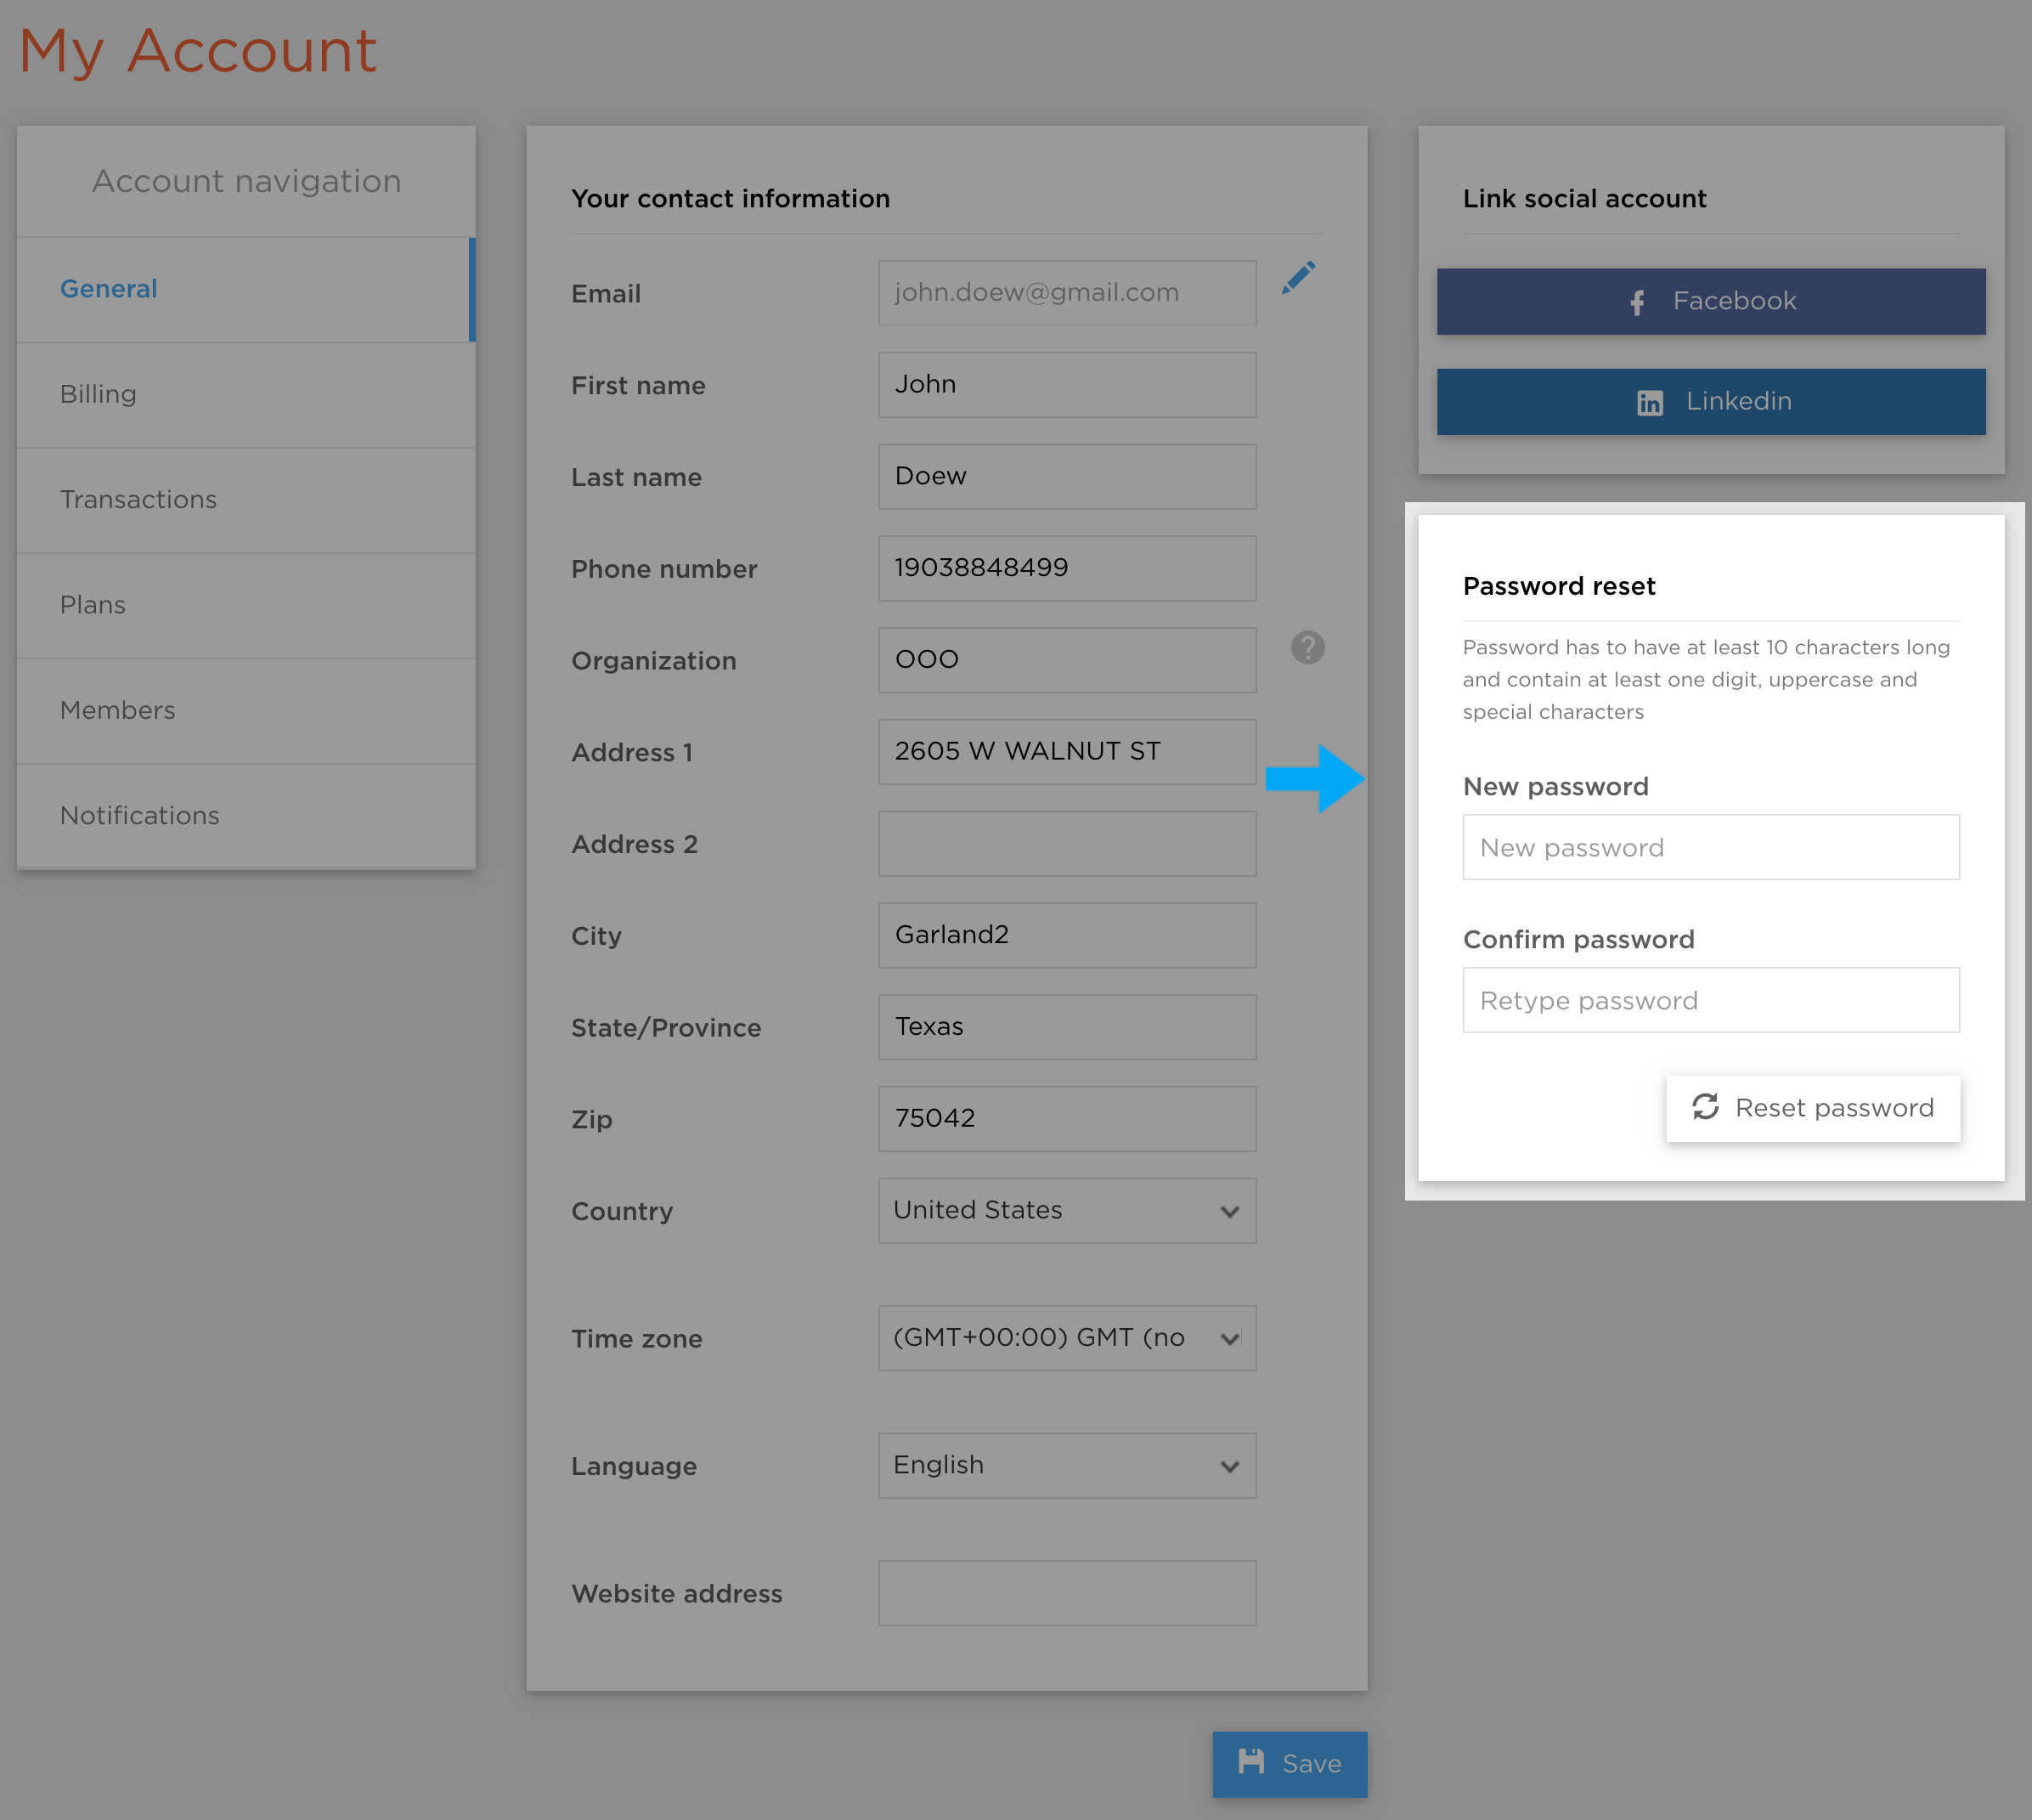 My Account
Account navigation
General
Billing
Transactions
Plans
Members
Notifications
Your contact information
Email
john.doew@gmail.com
First name
John
Last name
Doew
Phone number
19038848499
Organization
OOO
?
Address 1
2605 W WALNUT ST
Address 2
City
Garland2
State/Province
Texas
Zip
75042
Country
United States
Time zone
(GMT+00:00) GMT (no
Language
English
Website address
Save
Link social account
f Facebook
in Linkedin
Password reset
Password has to have at least 10 characters long
and contain at least one digit, uppercase and
special characters
New password
New password
Confirm password
Retype password
Reset password